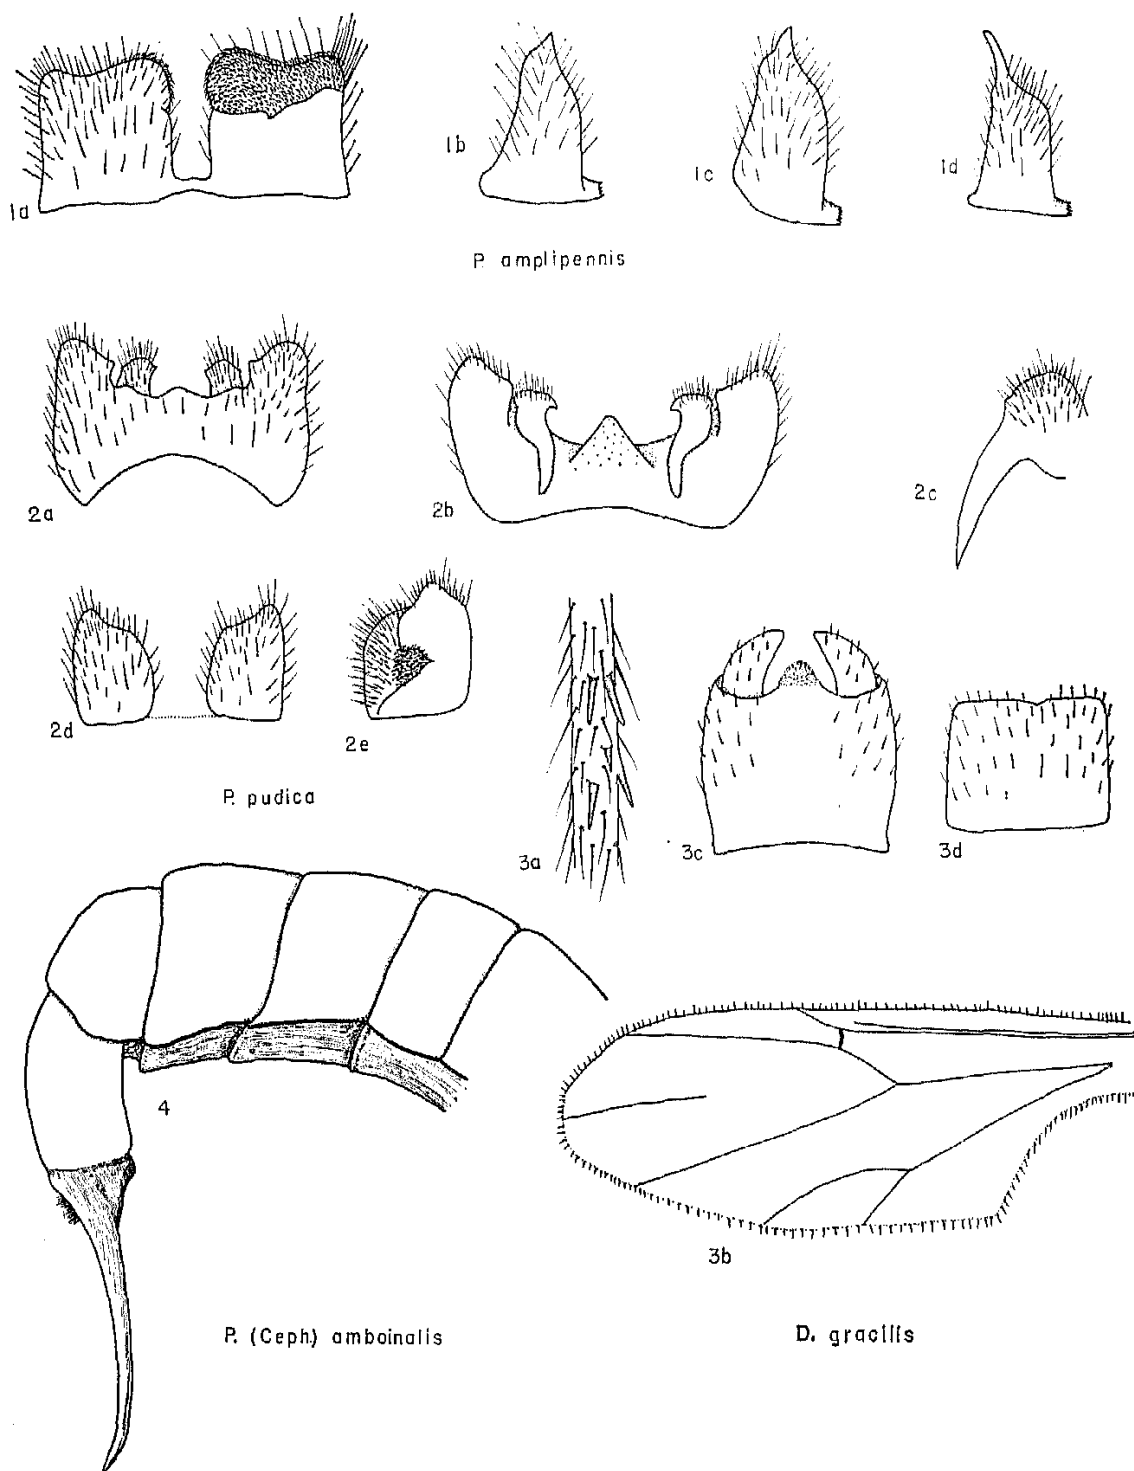 1a
1b
1c
1d
P. amplipennis
2a
2b
2c
2d
2e
P. pudica
3a
3c
3d
4
3b
P. (Ceph.) amboinalis
D. gracilis